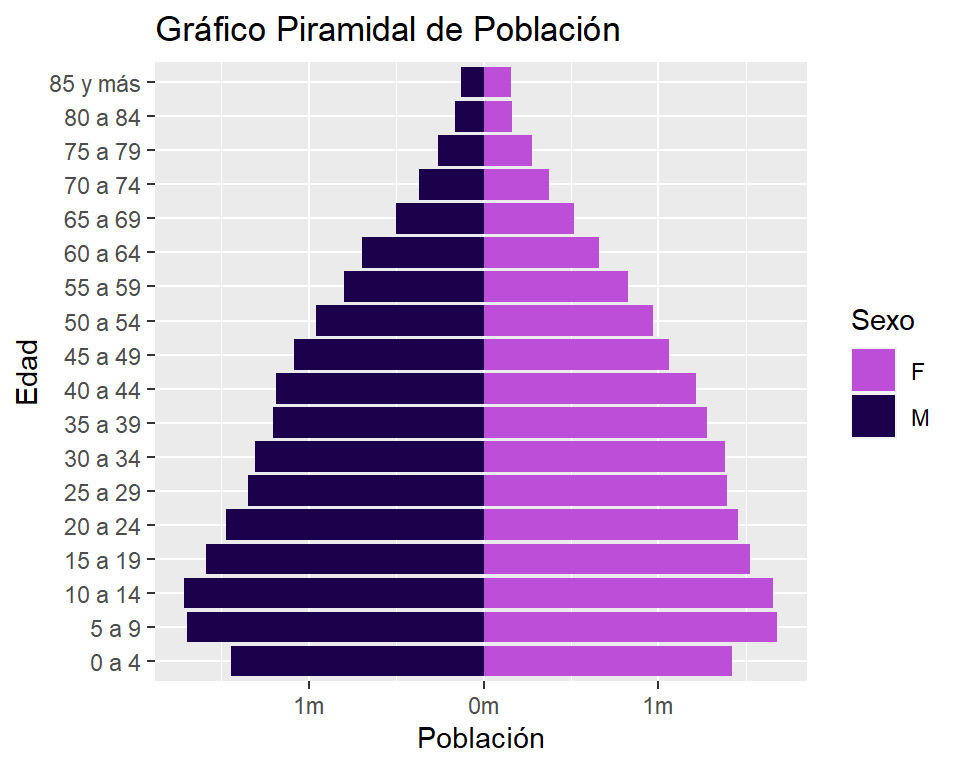 Gráfico Piramidal de Población
85 y más
80 a 84
75 a 79
70 a 74
65 a 69
60 a 64
55 a 59
50 a 54
45 a 49
40 a 44
35 a 39
30 a 34
25 a 29
20 a 24
15 a 19
10 a 14
5 a 9
0 a 4
Edad
1m 0m 1m
Población
Sexo
F
M